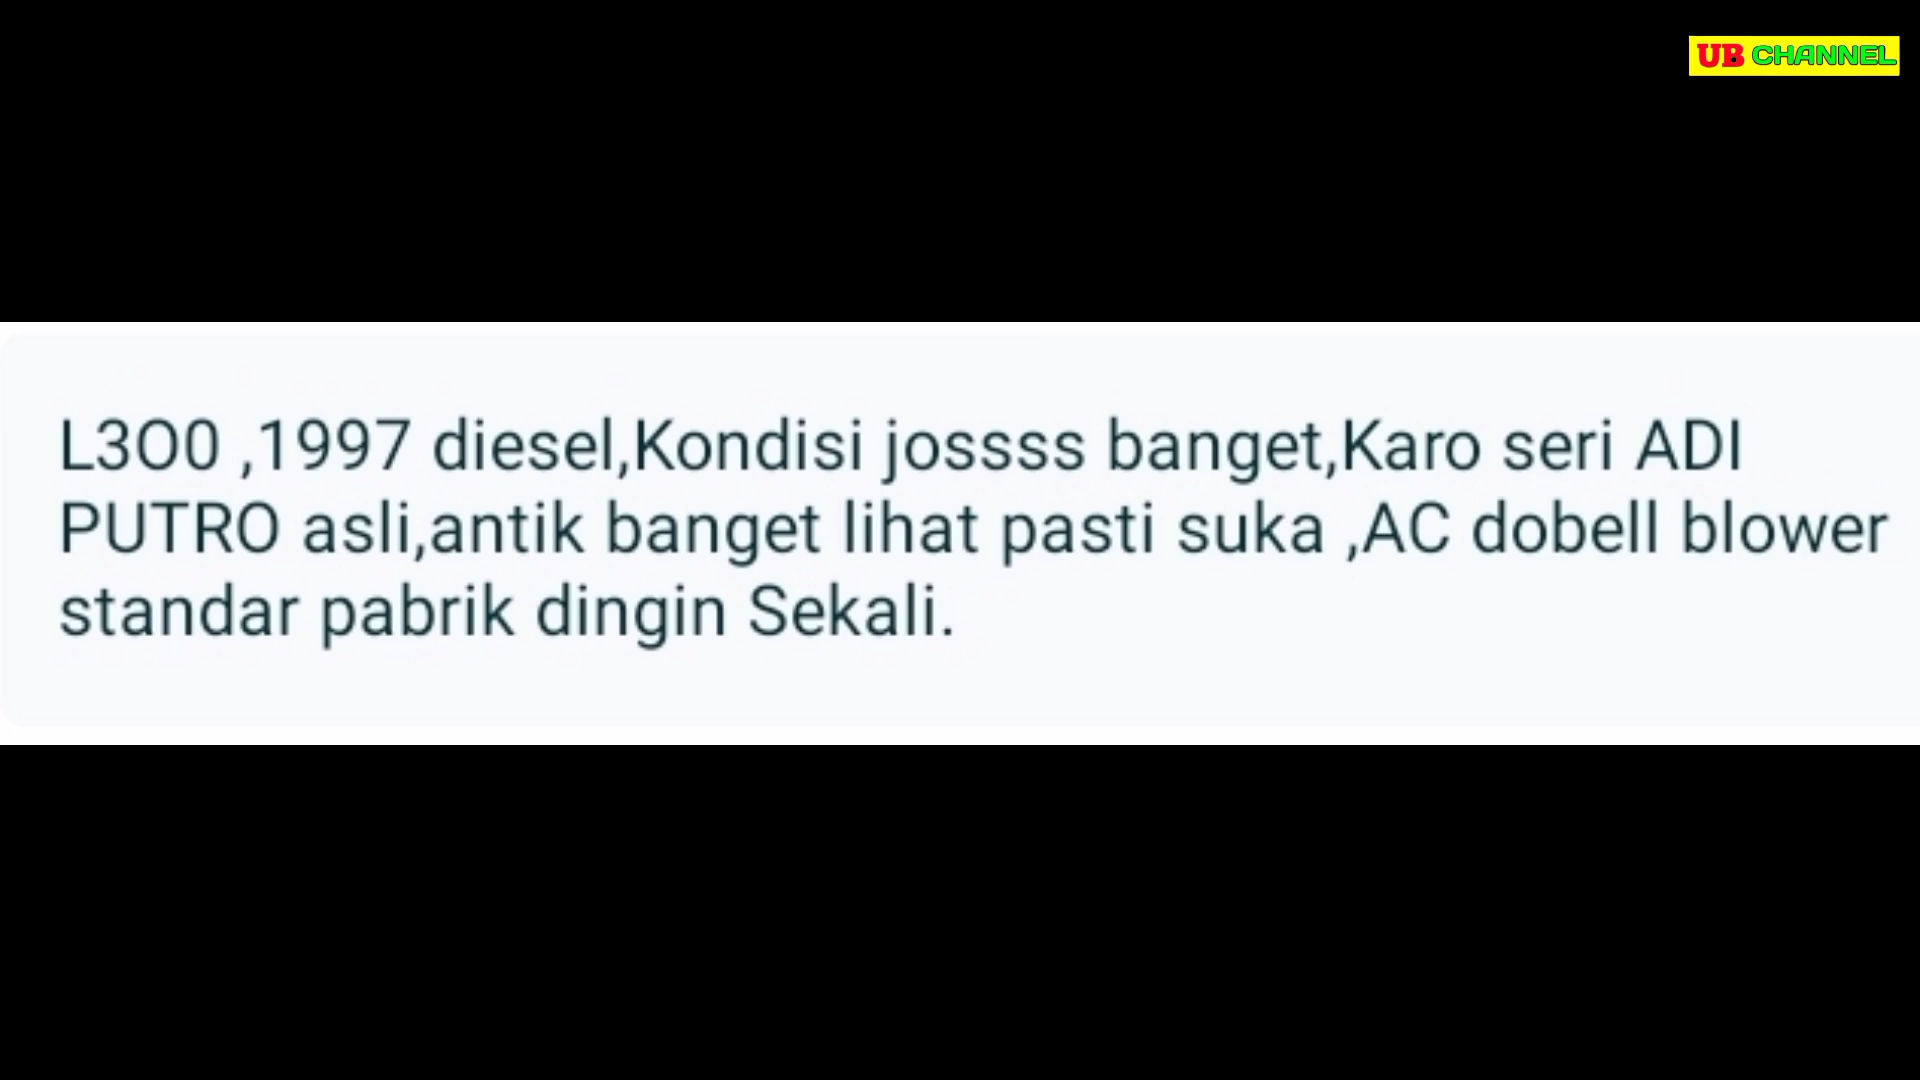 UB CHANNEL
L3O0 ,1997 diesel,Kondisi jossss banget,Karo seri ADI
PUTRO asli,antik banget lihat pasti suka ,AC dobell blower
standar pabrik dingin Sekali.